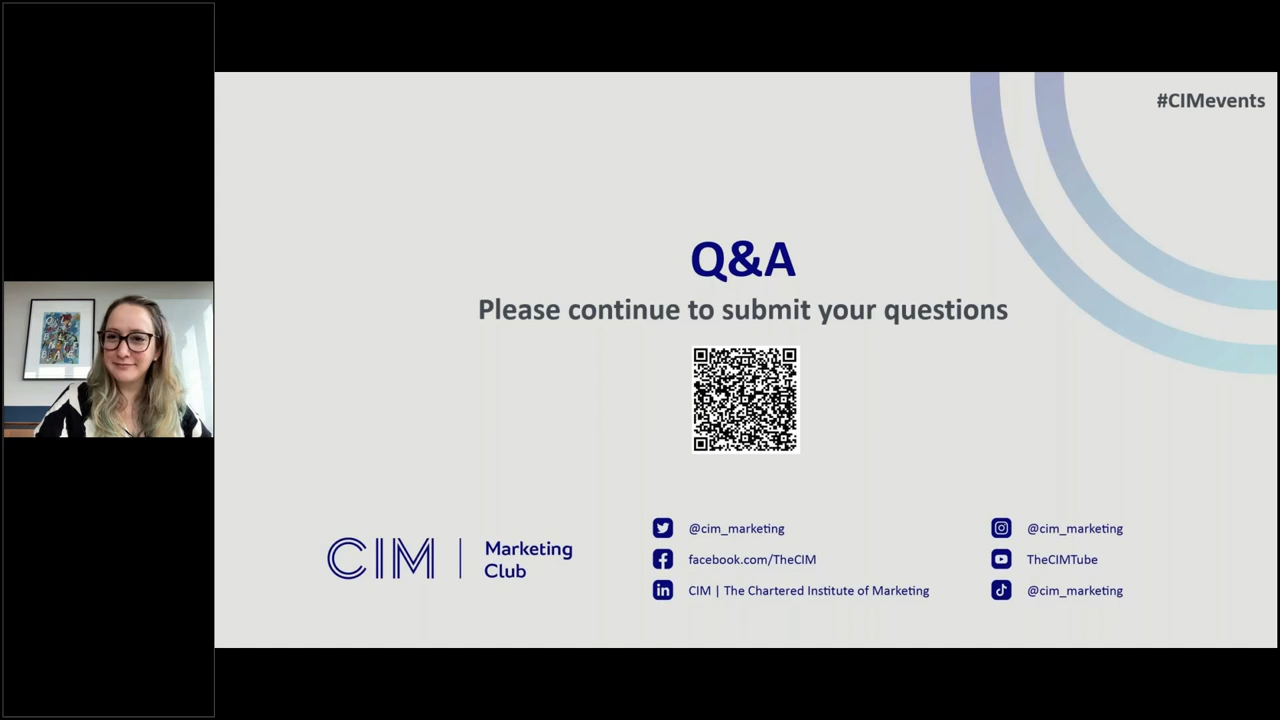 #CIMevents
Q&A
Please continue to submit your questions
CIM | Marketing Club
@cim_marketing
facebook.com/TheCIM
CIM | The Chartered Institute of Marketing
@cim_marketing
TheCIMTube
@cim_marketing